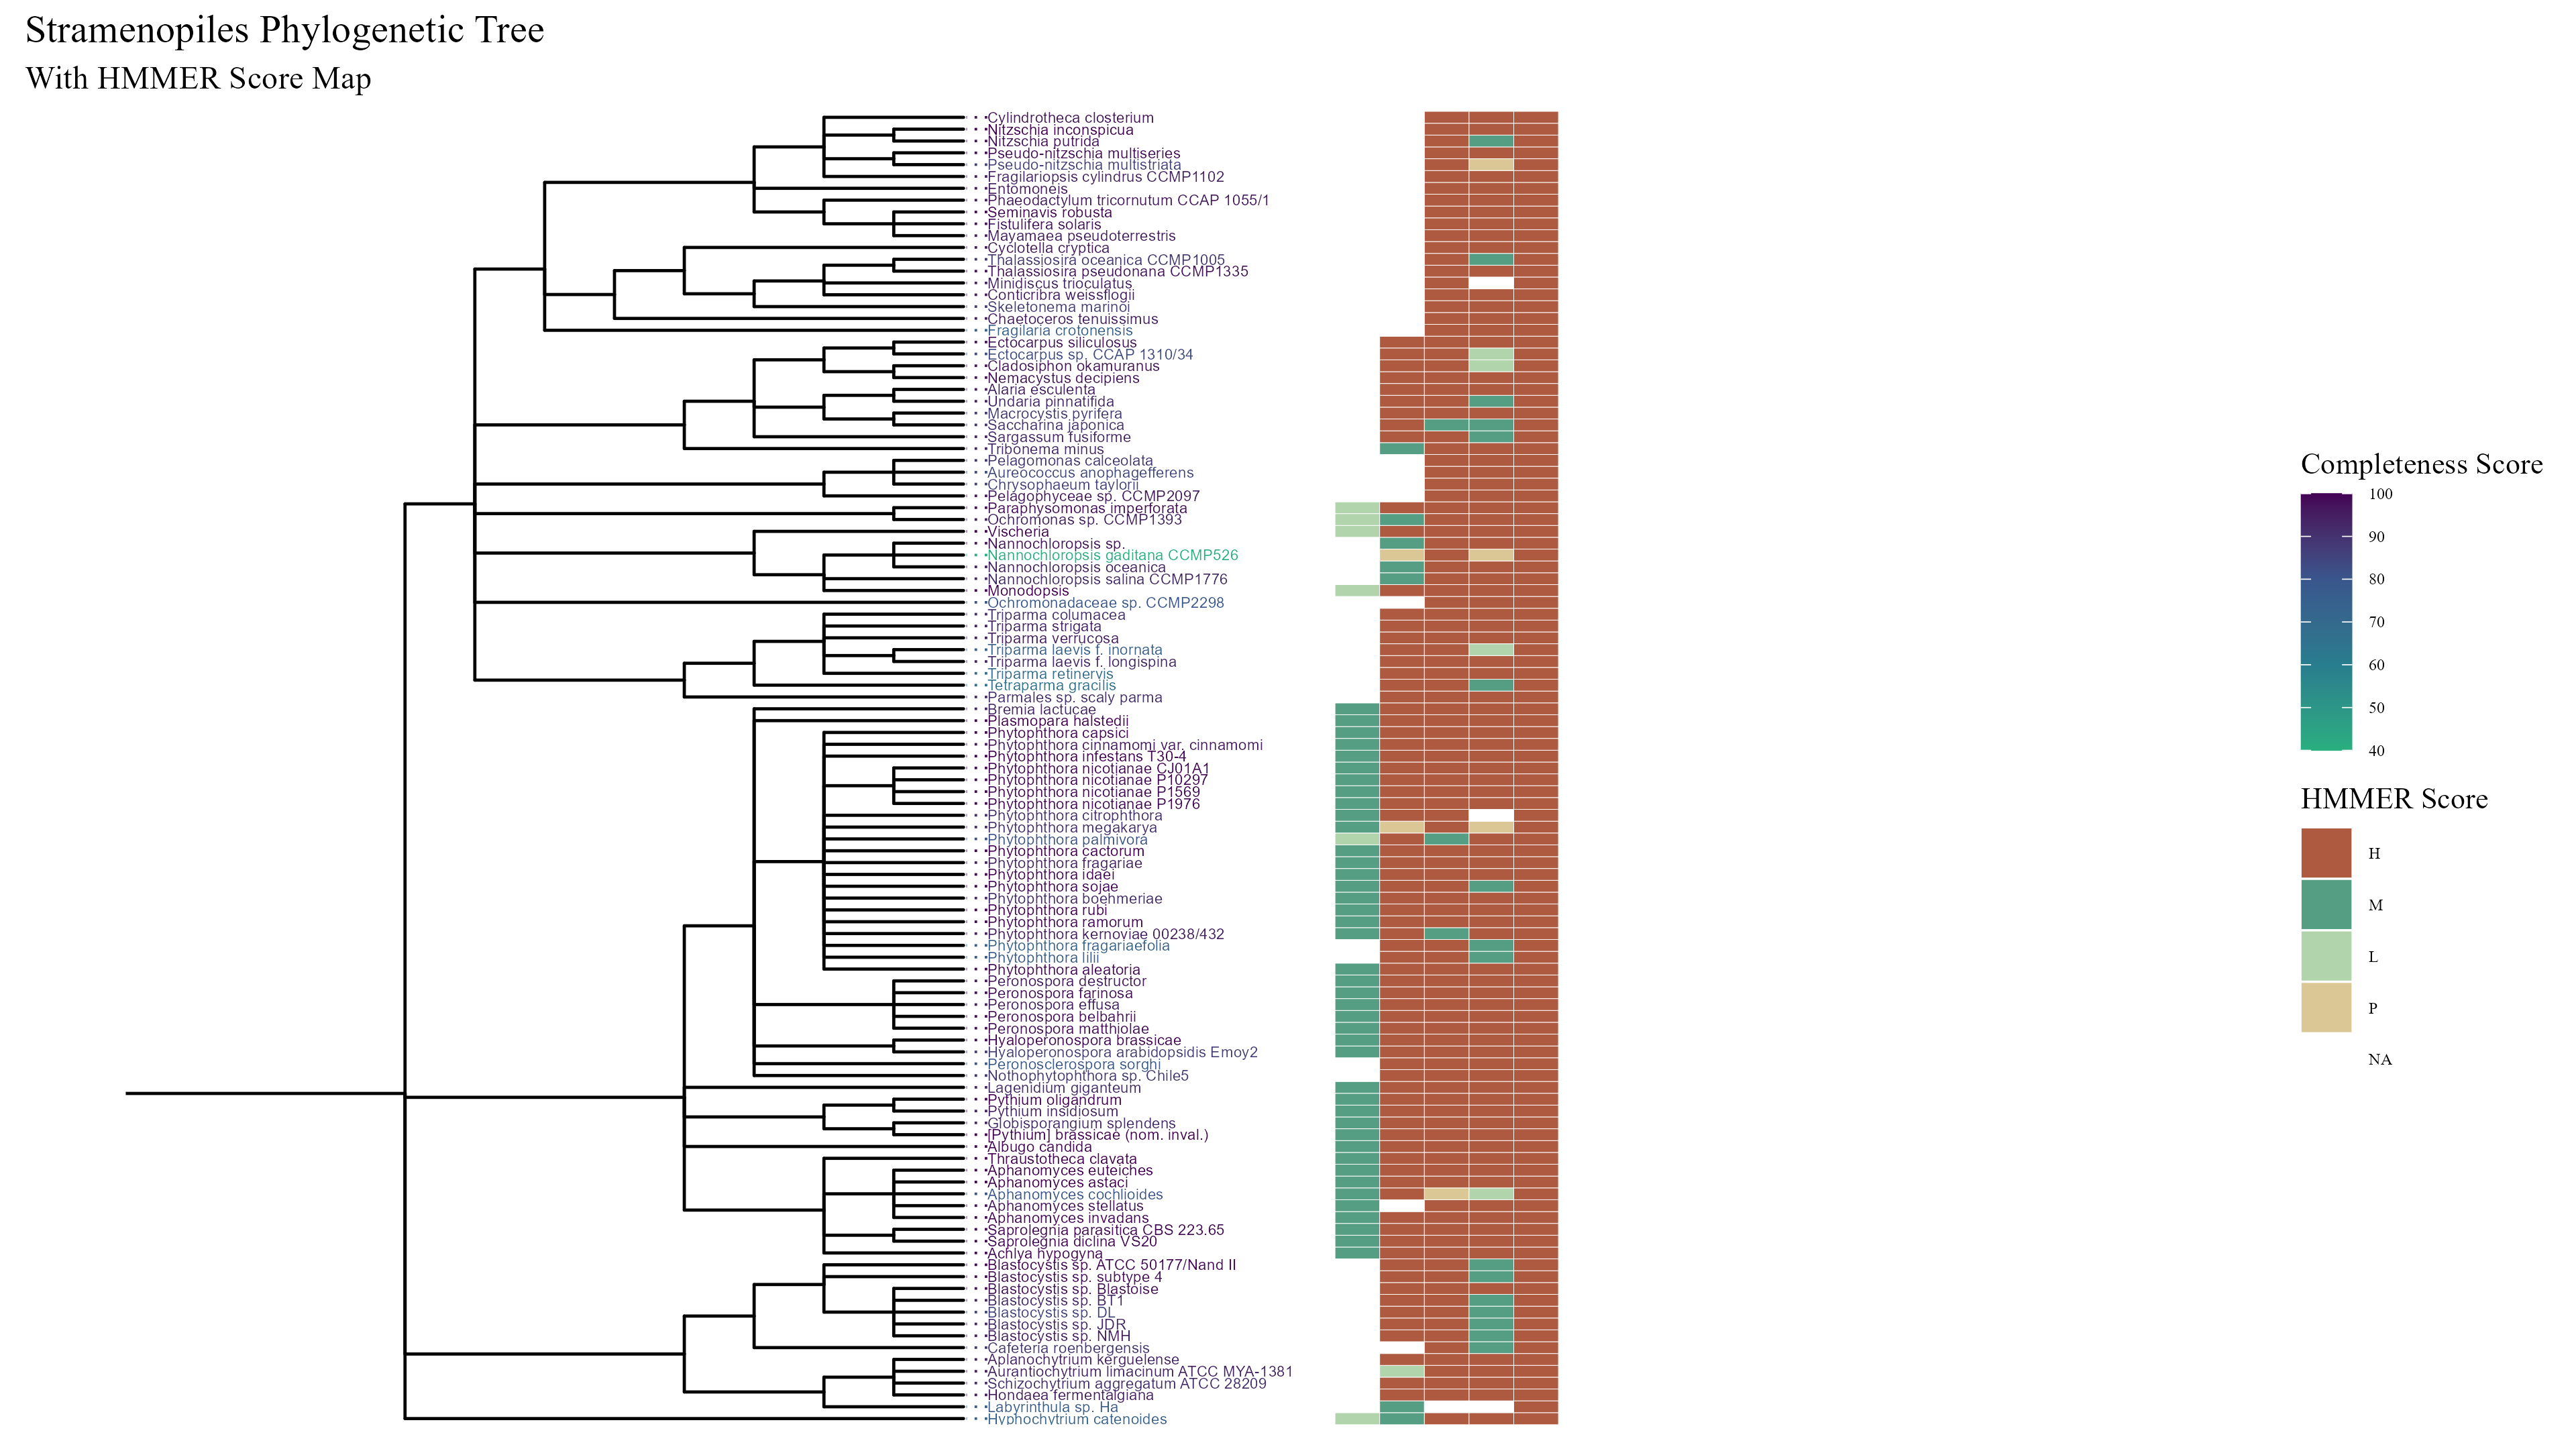 Stramenopiles Phylogenetic Tree
With HMMER Score Map
Cylindrotheca closterium
Nitzschia inconspicua
Nitzschia putrida
Pseudo-nitzschia multiseries
Pseudo-nitzschia multistriata
Fragilariopsis cylindrus CCMP1102
Entomoneis
Phaeodactylum tricornutum CCAP 1055/1
Seminavis robusta
Fistulifera solaris
Mayamaea pseudoterrestris
Cyclotella cryptica
Thalassiosira oceanica CCMP1005
Thalassiosira pseudonana CCMP1335
Minidiscus trioculatus
Conticribra weissflogii
Skeletonema marinoi
Chaetoceros tenuissimus
Fragilaria crotonensis
Ectocarpus siliculosus
Ectocarpus sp. CCAP 1310/34
Cladosiphon okamuranus
Nemacystus decipiens
Alaria esculenta
Undaria pinnatifida
Macrocystis pyrifera
Saccharina japonica
Sargassum fusiforme
Tribonema minus
Pelagomonas calceolata
Aureococcus anophagefferens
Chrysophaeum taylorii
Pelagophyceae sp. CCMP2097
Paraphysomonas imperforata
Ochromonas sp. CCMP1393
Vischeria
Nannochloropsis sp.
Nannochloropsis gaditana CCMP526
Nannochloropsis oceanica
Nannochloropsis salina CCMP1776
Monodopsis
Ochromonadaceae sp. CCMP2298
Triparma columacea
Triparma strigata
Triparma verrucosa
Triparma laevis f. inornata
Triparma laevis f. longispina
Triparma retinervis
Tetraparma gracilis
Parmales sp. scaly parma
Bremia lactucae
Plasmopara halstedii
Phytophthora capsici
Phytophthora cinnamomi var. cinnamomi
Phytophthora infestans T30-4
Phytophthora nicotianae CJ01A1
Phytophthora nicotianae P10297
Phytophthora nicotianae P1569
Phytophthora nicotianae P1976
Phytophthora citrophthora
Phytophthora megakarya
Phytophthora palmivora
Phytophthora cactorum
Phytophthora fragariae
Phytophthora idaei
Phytophthora sojae
Phytophthora boehmeriae
Phytophthora rubi
Phytophthora ramorum
Phytophthora kernoviae 00238/432
Phytophthora fragariaefolia
Phytophthora lilii
Phytophthora aleatoria
Peronospora destructor
Peronospora farinosa
Peronospora effusa
Peronospora belbahrii
Peronospora matthiolae
Hyaloperonospora brassicae
Hyaloperonospora arabidopsidis Emoy2
Peronosclerospora sorghi
Nothophytophthora sp. Chile5
Lagenidium giganteum
Pythium oligandrum
Pythium insidiosum
Globisporangium splendens
[Pythium] brassicae (nom. inval.)
Albugo candida
Thraustotheca clavata
Aphanomyces euteiches
Aphanomyces astaci
Aphanomyces cochlioides
Aphanomyces stellatus
Aphanomyces invadans
Saprolegnia parasitica CBS 223.65
Saprolegnia diclina VS20
Achlya hypogyna
Blastocystis sp. ATCC 50177/Nand II
Blastocystis sp. subtype 4
Blastocystis sp. Blastoise
Blastocystis sp. BT1
Blastocystis sp. DL
Blastocystis sp. JDR
Blastocystis sp. NMH
Cafeteria roenbergensis
Aplanochytrium kerguelense
Aurantiochytrium limacinum ATCC MYA-1381
Schizochytrium aggregatum ATCC 28209
Hondaea fermentalgiana
Labyrinthula sp. Ha
Hyphochytrium catenoides
Completeness Score
100
90
80
70
60
50
40
HMMER Score
H
M
L
P
NA